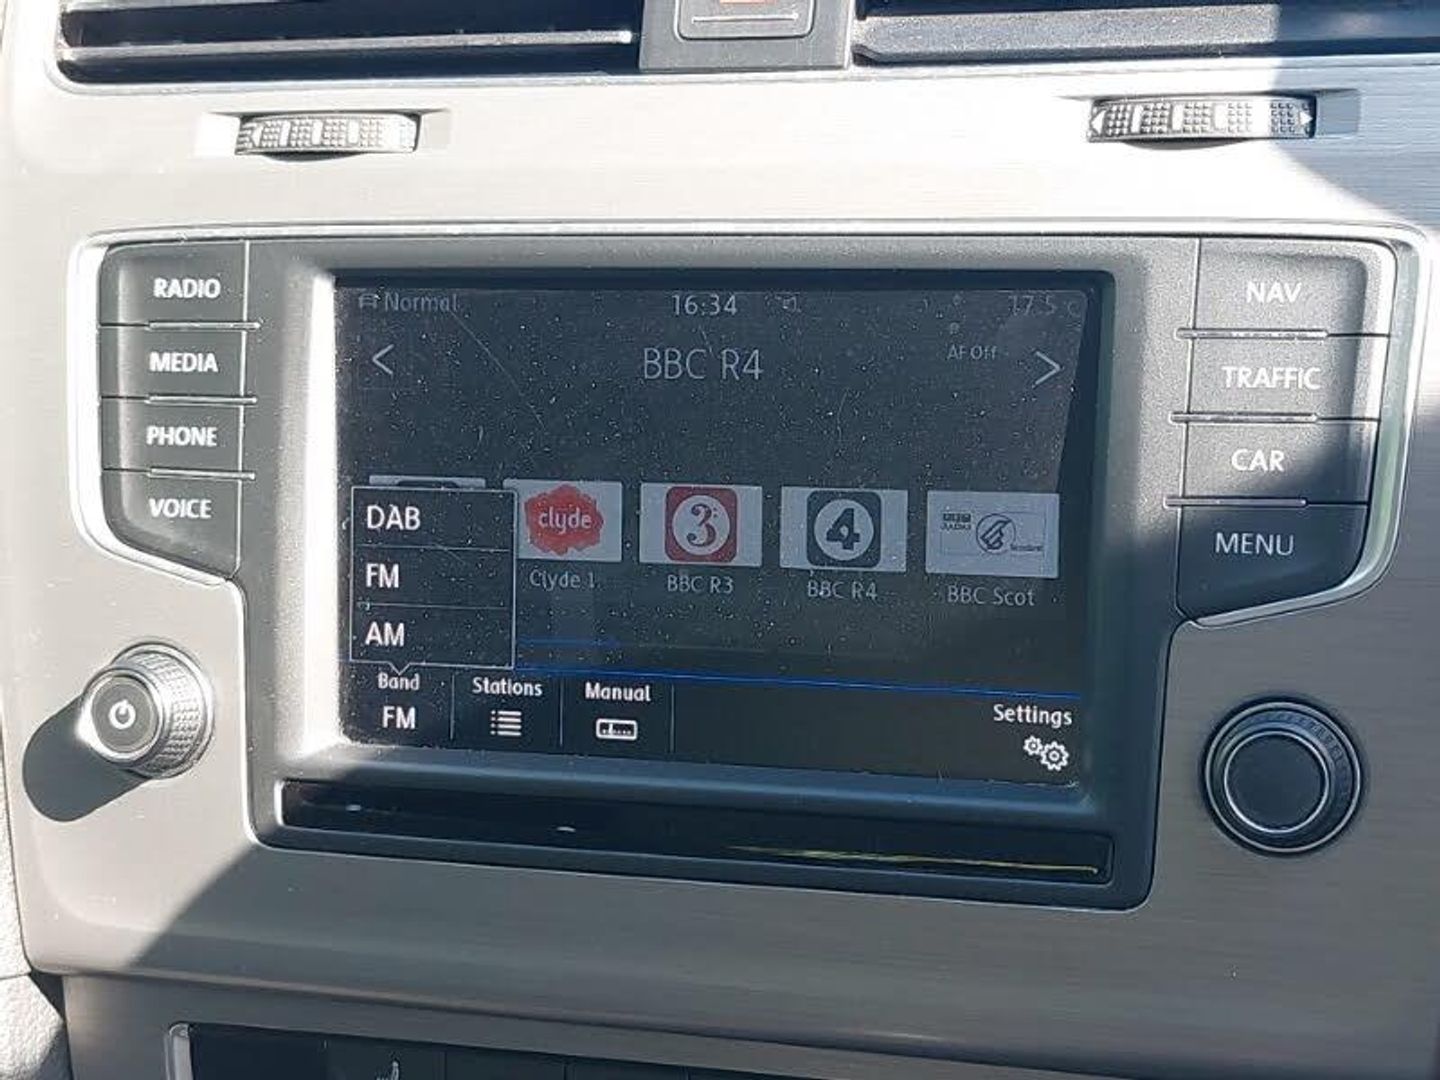 RADIO
MEDIA
PHONE
VOICE
Normal
16:34
17.5
BBC R4
AF Off
DAB
FM
AM
clyde
Clyde 1
3
BBC R3
4
BBC R4
BBC Scot
Band
FM
Stations
Manual
Settings
NAV
TRAFFIC
CAR
MENU